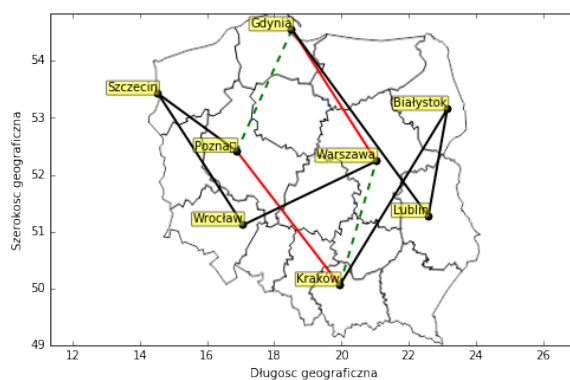 54
53
52
51
50
49
12
14
16
18
20
22
24
26
Szerokosc geograficzna
Długosc geograficzna
Gdynia
Szczecin
Białystok
Pozna▯
Warszawa
Wrocław
Lublin
Kraków